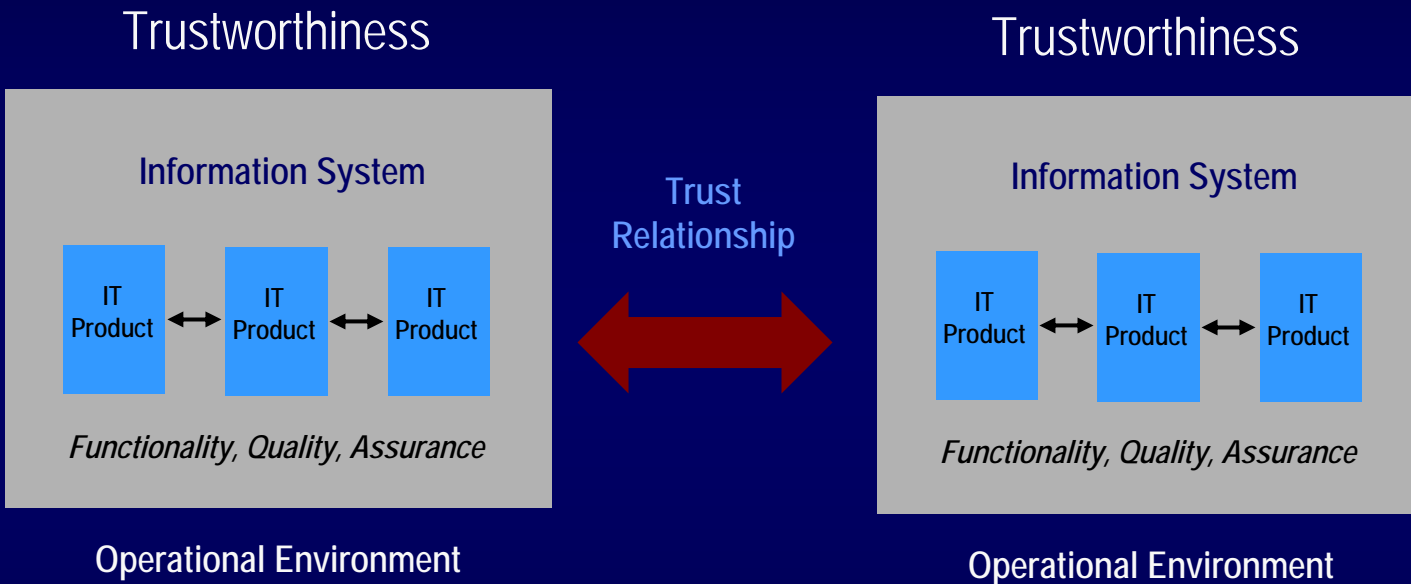 Trustworthiness
Information System
IT
Product
IT
Product
IT
Product
Functionality, Quality, Assurance
Operational Environment
Trust
Relationship
Trustworthiness
Information System
IT
Product
IT
Product
IT
Product
Functionality, Quality, Assurance
Operational Environment